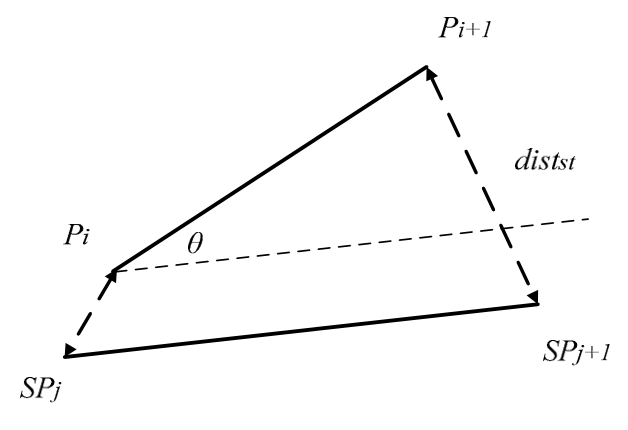 Pi+1
distst
Pi
θ
SPj+1
SPj